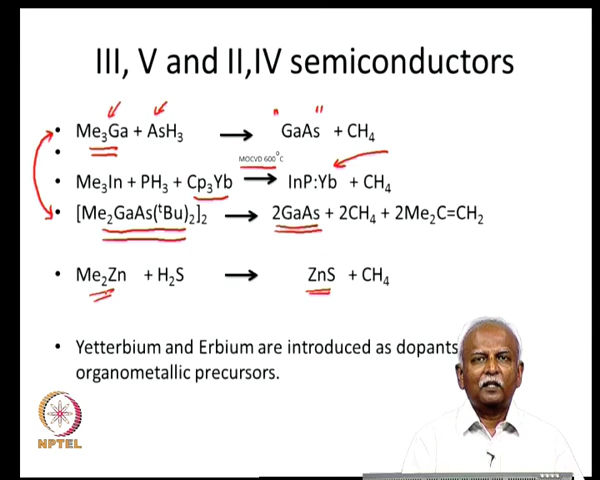 III, V and II,IV semiconductors
• Me₃Ga + AsH₃ → GaAs + CH₄
•
MOCVD 600°C
• Me₃In + PH₃ + Cp₃Yb → InP:Yb + CH₄
• [Me₂GaAs(ᵗBu)₂]₂ → 2GaAs + 2CH₄ + 2Me₂C=CH₂
• Me₂Zn + H₂S → ZnS + CH₄
• Yetterbium and Erbium are introduced as dopants
organometallic precursors.
NPTEL